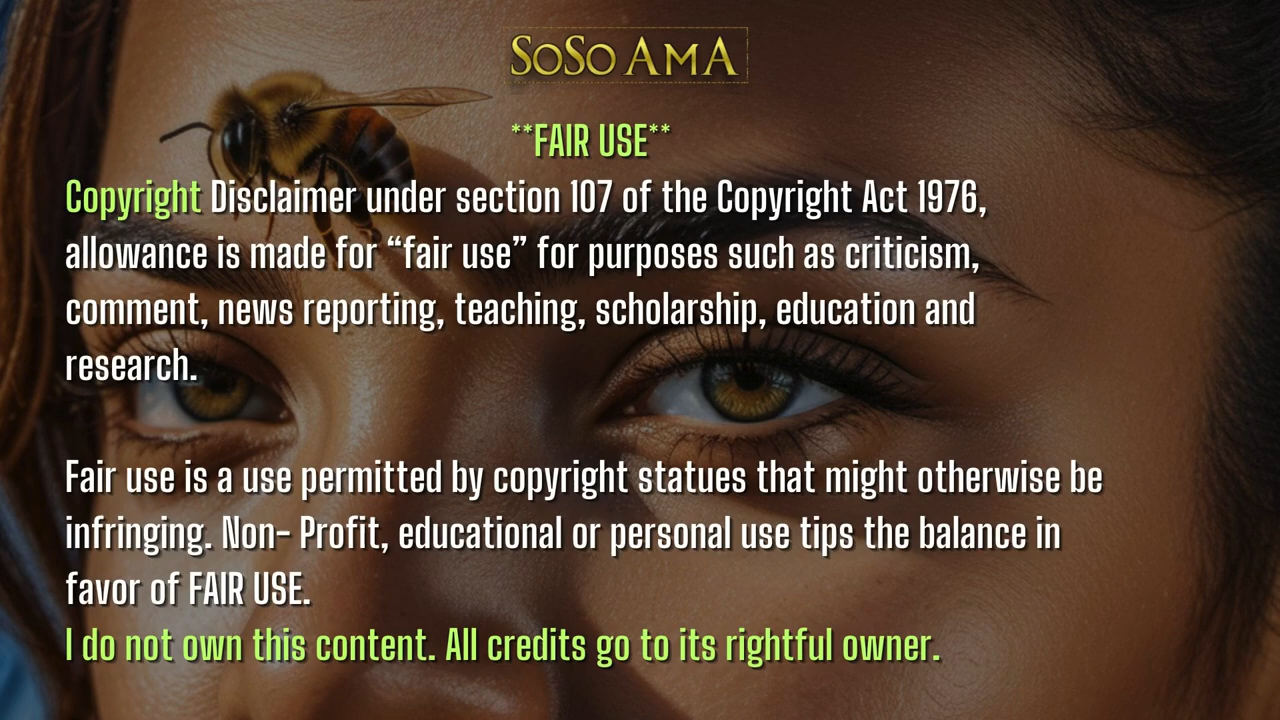 SoSo AmA
**FAIR USE**
Copyright Disclaimer under section 107 of the Copyright Act 1976,
allowance is made for “fair use” for purposes such as criticism,
comment, news reporting, teaching, scholarship, education and
research.
Fair use is a use permitted by copyright statues that might otherwise be
infringing. Non- Profit, educational or personal use tips the balance in
favor of FAIR USE.
I do not own this content. All credits go to its rightful owner.